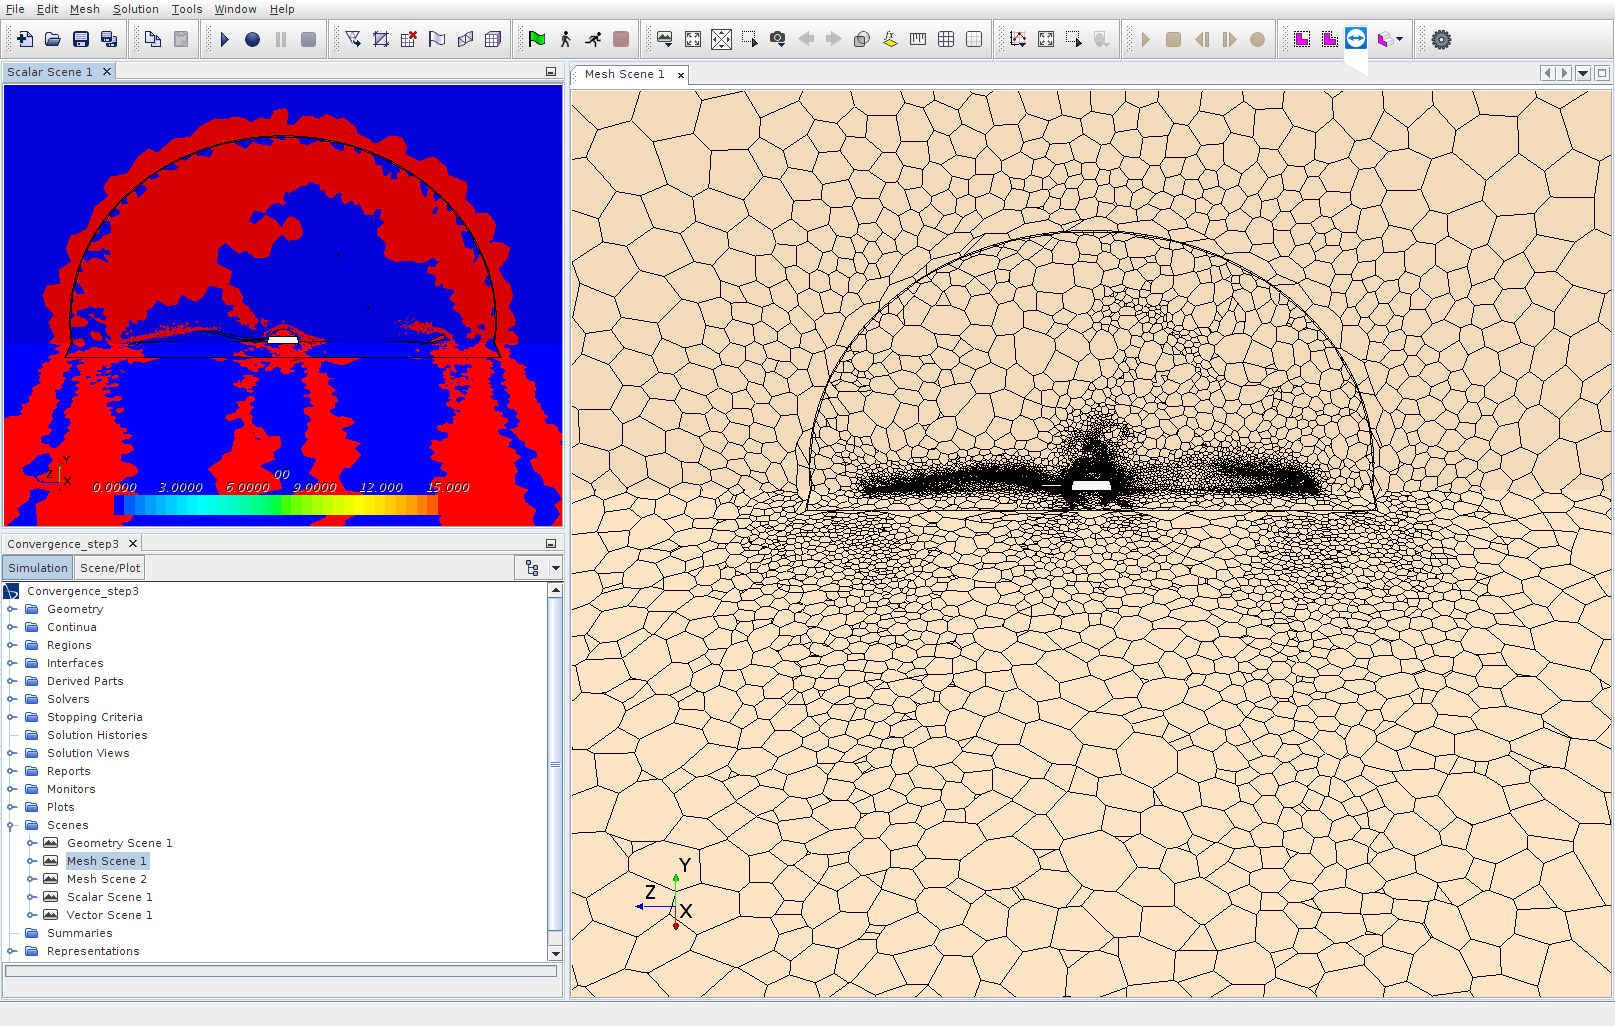 File Edit Mesh Solution Tools Window Help
Scalar Scene 1
Mesh Scene 1
Y
Z
X
00
0.0000 3.0000 6.0000 9.0000 12.000 15.000
Convergence_step3
Simulation Scene/Plot
Convergence_step3
Geometry
Continua
Regions
Interfaces
Derived Parts
Solvers
Stopping Criteria
Solution Histories
Solution Views
Reports
Monitors
Plots
Scenes
Geometry Scene 1
Mesh Scene 1
Mesh Scene 2
Scalar Scene 1
Vector Scene 1
Summaries
Representations
Y
Z
X